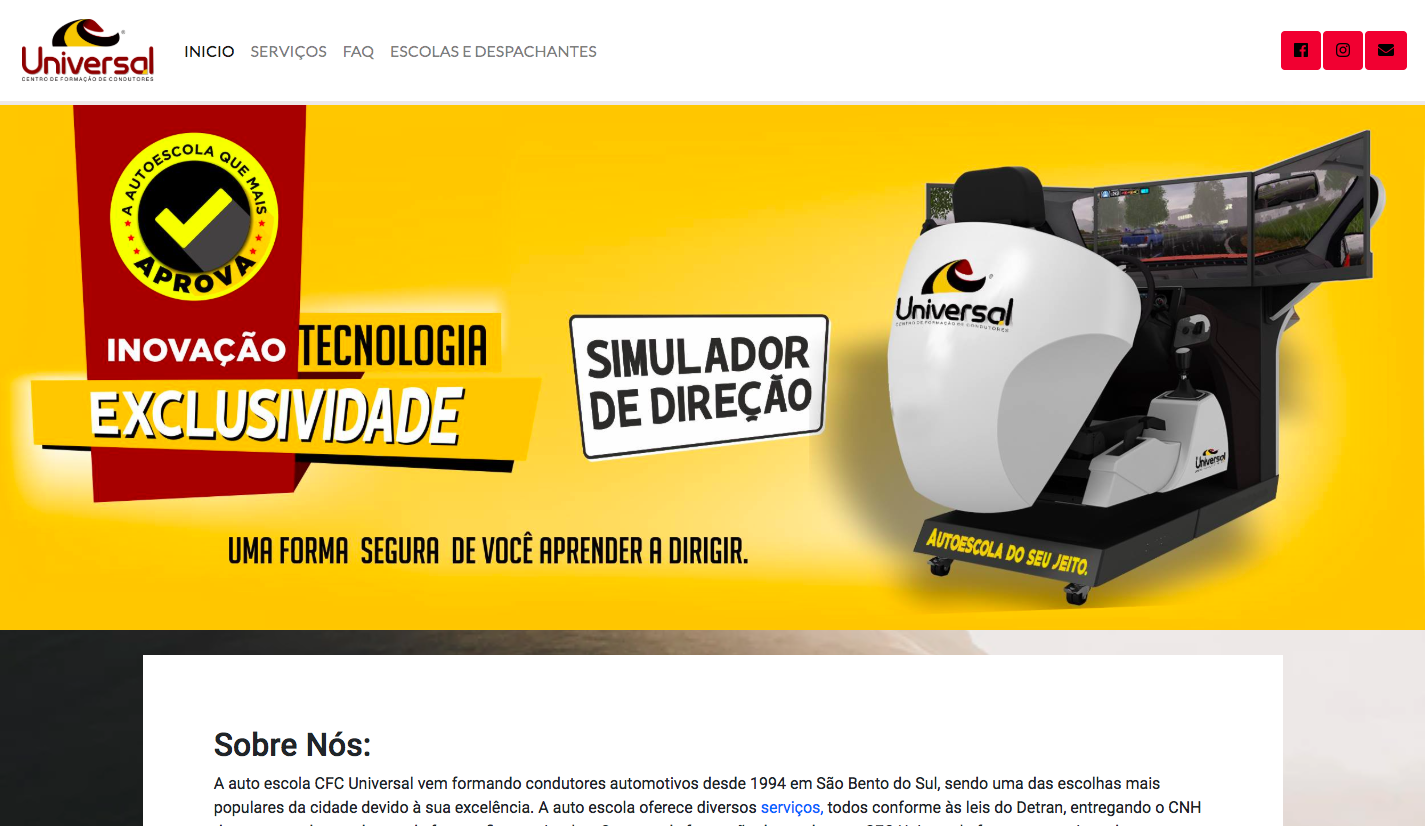 Universal
CENTRO DE FORMAÇÃO DE CONDUTORES
INICIO SERVIÇOS FAQ ESCOLAS E DESPACHANTES
A AUTOESCOLA QUE MAIS
APROVA
INOVAÇÃO TECNOLOGIA
EXCLUSIVIDADE
SIMULADOR
DE DIREÇÃO
UMA FORMA SEGURA DE VOCÊ APRENDER A DIRIGIR.
Universal
CENTRO DE FORMAÇÃO DE CONDUTORES
Universal
AUTOESCOLA DO SEU JEITO.
Sobre Nós:
A auto escola CFC Universal vem formando condutores automotivos desde 1994 em São Bento do Sul, sendo uma das escolhas mais
populares da cidade devido à sua excelência. A auto escola oferece diversos serviços, todos conforme às leis do Detran, entregando o CNH